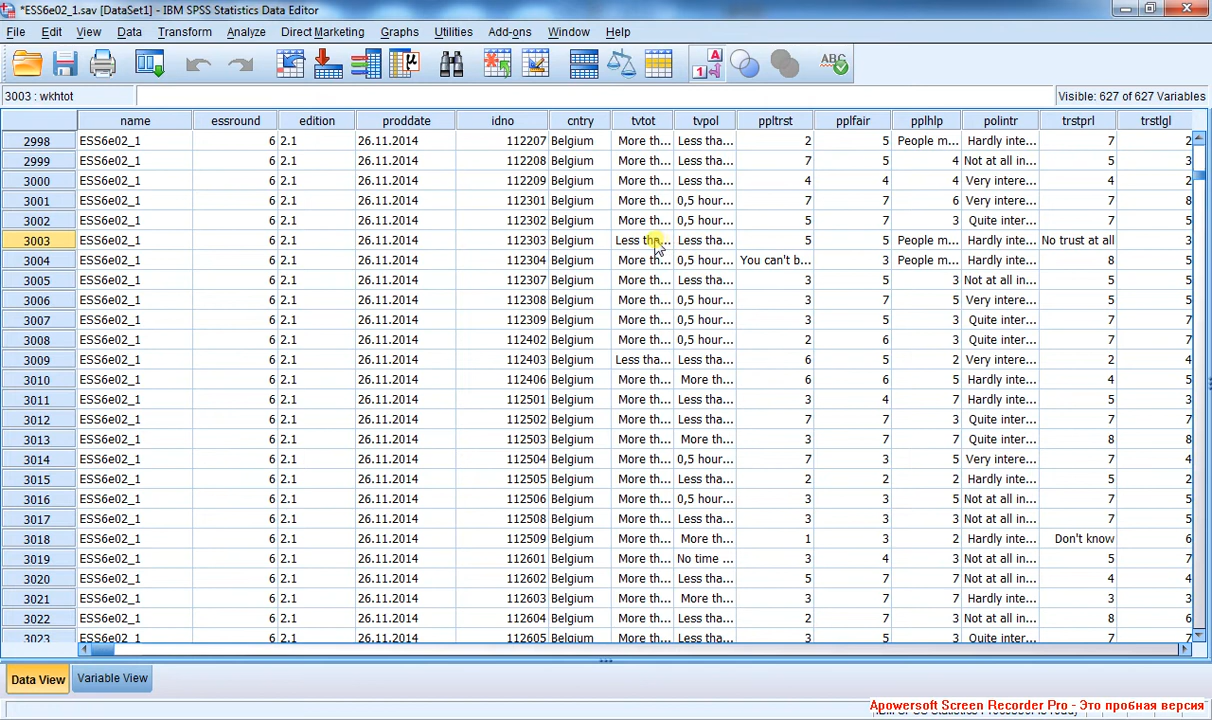 *ESS6e02_1.sav [DataSet1] - IBM SPSS Statistics Data Editor
File Edit View Data Transform Analyze Direct Marketing Graphs Utilities Add-ons Window Help
3003 : wkhtot Visible: 627 of 627 Variables
name essround edition proddate idno cntry tvtot tvpol ppltrst pplfair pplhlp polintr trstprl trstlgl
2998 ESS6e02_1 6 2.1 26.11.2014 112207 Belgium More th... Less tha... 2 5 People m... Hardly inte... 7 2
2999 ESS6e02_1 6 2.1 26.11.2014 112208 Belgium More th... Less tha... 7 5 4 Not at all in... 5 3
3000 ESS6e02_1 6 2.1 26.11.2014 112209 Belgium More th... Less tha... 4 4 4 Very intere... 4 2
3001 ESS6e02_1 6 2.1 26.11.2014 112301 Belgium More th... 0,5 hour... 7 7 6 Very intere... 7 8
3002 ESS6e02_1 6 2.1 26.11.2014 112302 Belgium More th... 0,5 hour... 5 7 3 Quite inter... 7 5
3003 ESS6e02_1 6 2.1 26.11.2014 112303 Belgium Less tha... Less tha... 5 5 People m... Hardly inte... No trust at all 3
3004 ESS6e02_1 6 2.1 26.11.2014 112304 Belgium More th... 0,5 hour... You can't b... 3 People m... Hardly inte... 8 5
3005 ESS6e02_1 6 2.1 26.11.2014 112307 Belgium More th... Less tha... 3 5 3 Not at all in... 5 5
3006 ESS6e02_1 6 2.1 26.11.2014 112308 Belgium More th... 0,5 hour... 3 7 5 Very intere... 5 5
3007 ESS6e02_1 6 2.1 26.11.2014 112309 Belgium More th... 0,5 hour... 3 5 3 Quite inter... 7 7
3008 ESS6e02_1 6 2.1 26.11.2014 112402 Belgium More th... 0,5 hour... 2 6 3 Quite inter... 7 7
3009 ESS6e02_1 6 2.1 26.11.2014 112403 Belgium Less tha... Less tha... 6 5 2 Very intere... 2 4
3010 ESS6e02_1 6 2.1 26.11.2014 112406 Belgium More th... More th... 6 6 5 Hardly inte... 4 5
3011 ESS6e02_1 6 2.1 26.11.2014 112501 Belgium More th... Less tha... 3 4 7 Hardly inte... 5 3
3012 ESS6e02_1 6 2.1 26.11.2014 112502 Belgium More th... Less tha... 7 7 3 Quite inter... 7 7
3013 ESS6e02_1 6 2.1 26.11.2014 112503 Belgium More th... More th... 3 7 7 Quite inter... 8 8
3014 ESS6e02_1 6 2.1 26.11.2014 112504 Belgium More th... 0,5 hour... 7 3 5 Very intere... 7 4
3015 ESS6e02_1 6 2.1 26.11.2014 112505 Belgium More th... Less tha... 2 2 2 Hardly inte... 5 2
3016 ESS6e02_1 6 2.1 26.11.2014 112506 Belgium More th... 0,5 hour... 3 3 5 Not at all in... 7 5
3017 ESS6e02_1 6 2.1 26.11.2014 112508 Belgium More th... Less tha... 3 3 3 Not at all in... 7 5
3018 ESS6e02_1 6 2.1 26.11.2014 112509 Belgium More th... More th... 1 3 2 Hardly inte... Don't know 6
3019 ESS6e02_1 6 2.1 26.11.2014 112601 Belgium More th... No time ... 3 4 3 Not at all in... 5 7
3020 ESS6e02_1 6 2.1 26.11.2014 112602 Belgium More th... Less tha... 5 7 7 Not at all in... 4 4
3021 ESS6e02_1 6 2.1 26.11.2014 112603 Belgium More th... More th... 3 7 7 Hardly inte... 3 3
3022 ESS6e02_1 6 2.1 26.11.2014 112604 Belgium More th... Less tha... 2 7 3 Not at all in... 8 6
3023 ESS6e02_1 6 2.1 26.11.2014 112605 Belgium More th... Less tha... 3 5 3 Quite inter... 7 7
Data View Variable View
Apowersoft Screen Recorder Pro - Это пробная версия